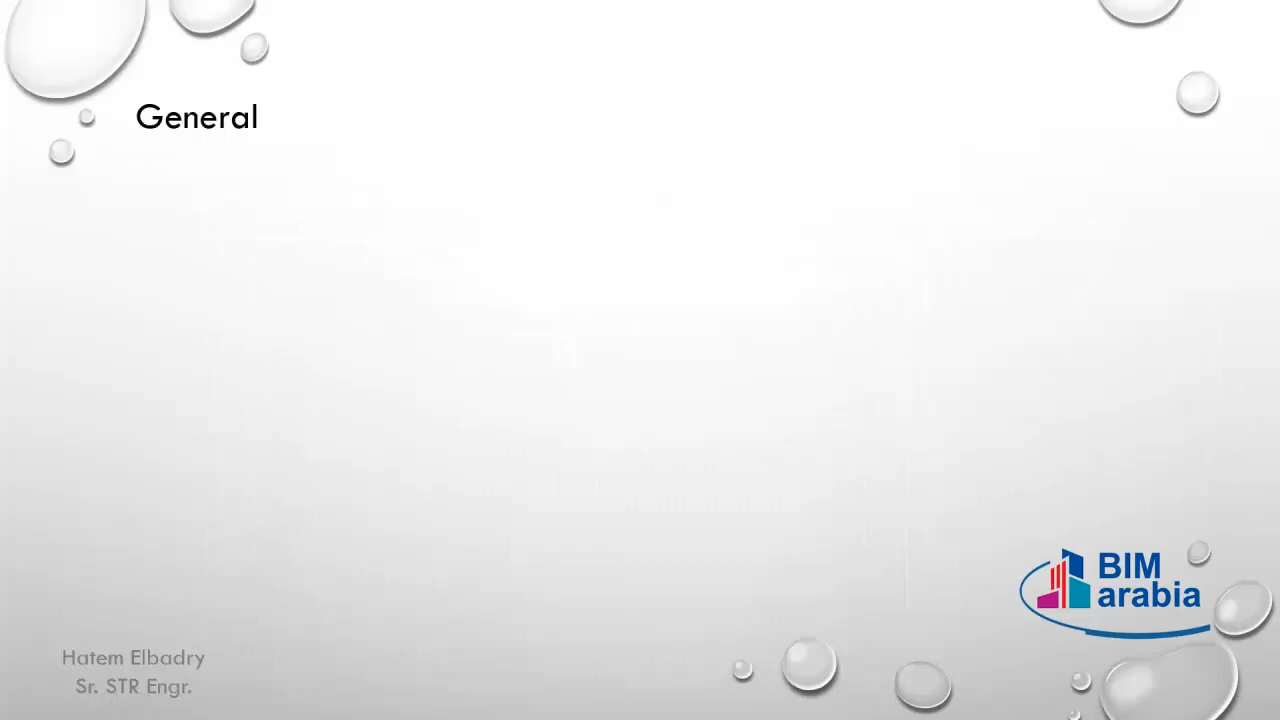 General
BIM
arabia
Hatem Elbadry
Sr. STR Engr.